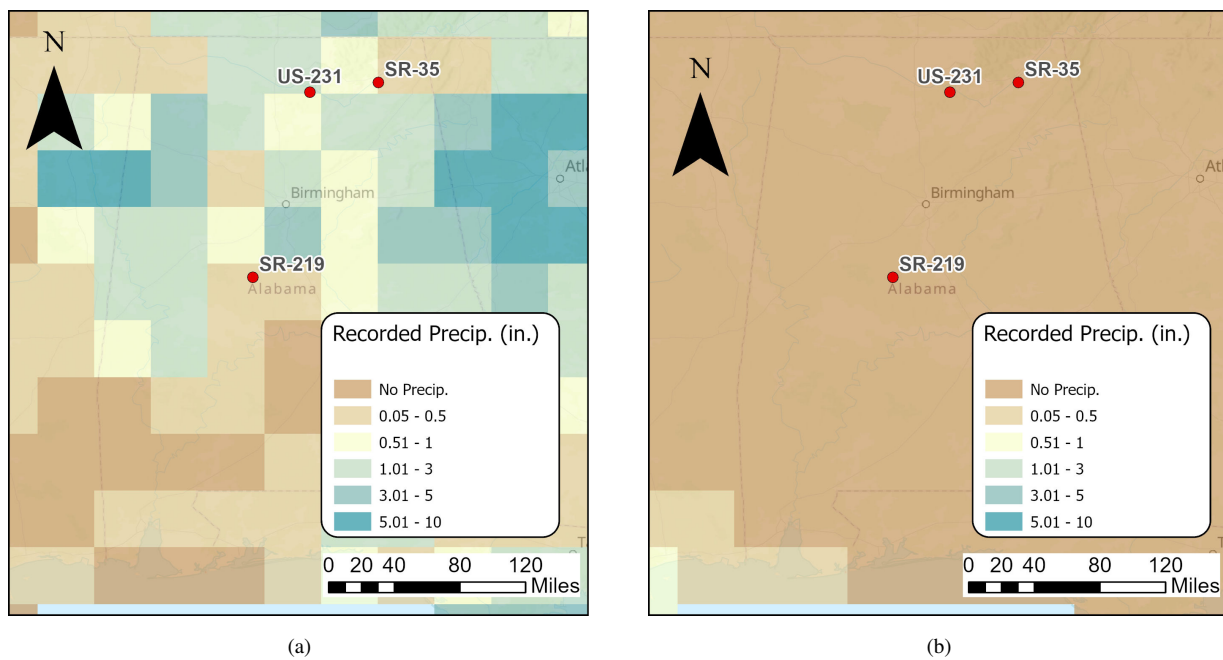 N
US-231
SR-35
Atla
Birmingham
SR-219
Alabama
Recorded Precip. (in.)
No Precip.
0.05 - 0.5
0.51 - 1
1.01 - 3
3.01 - 5
5.01 - 10
Ta
0 20 40 80 120
Miles
(a)
N
US-231
SR-35
At
Birmingham
SR-219
Alabama
Recorded Precip. (in.)
No Precip.
0.05 - 0.5
0.51 - 1
1.01 - 3
3.01 - 5
5.01 - 10
T
0 20 40 80 120
Miles
(b)